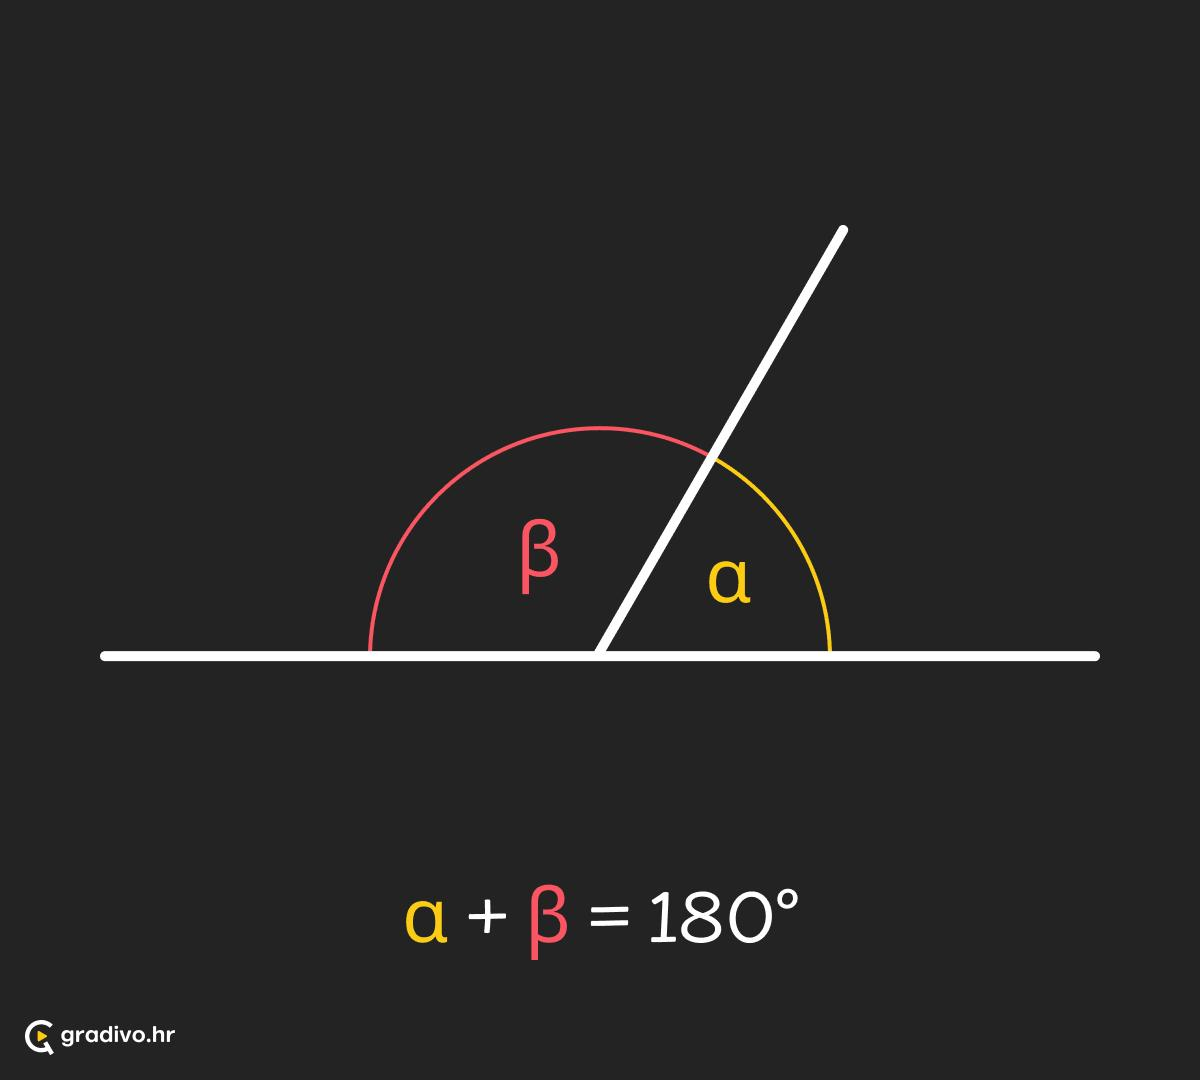 β
α
α + β = 180°
gradivo.hr